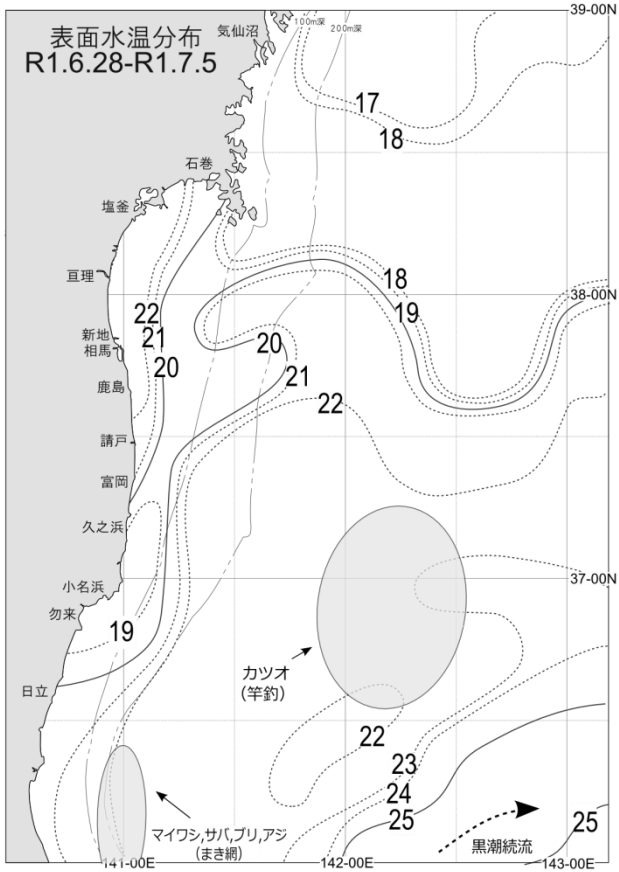 表面水温分布
R1.6.28-R1.7.5
気仙沼
100m深
200m深
39-00N
17
18
石巻
塩釜
亘理
18
38-00N
19
22
新地
21
相馬
20
20
鹿島
21
22
請戸
富岡
久之浜
37-00N
小名浜
勿来
19
カツオ
(竿釣)
日立
22
23
24
25
25
マイワシ,サバ,ブリ,アジ
(まき網)
黒潮続流
141-00E
142-00E
143-00E